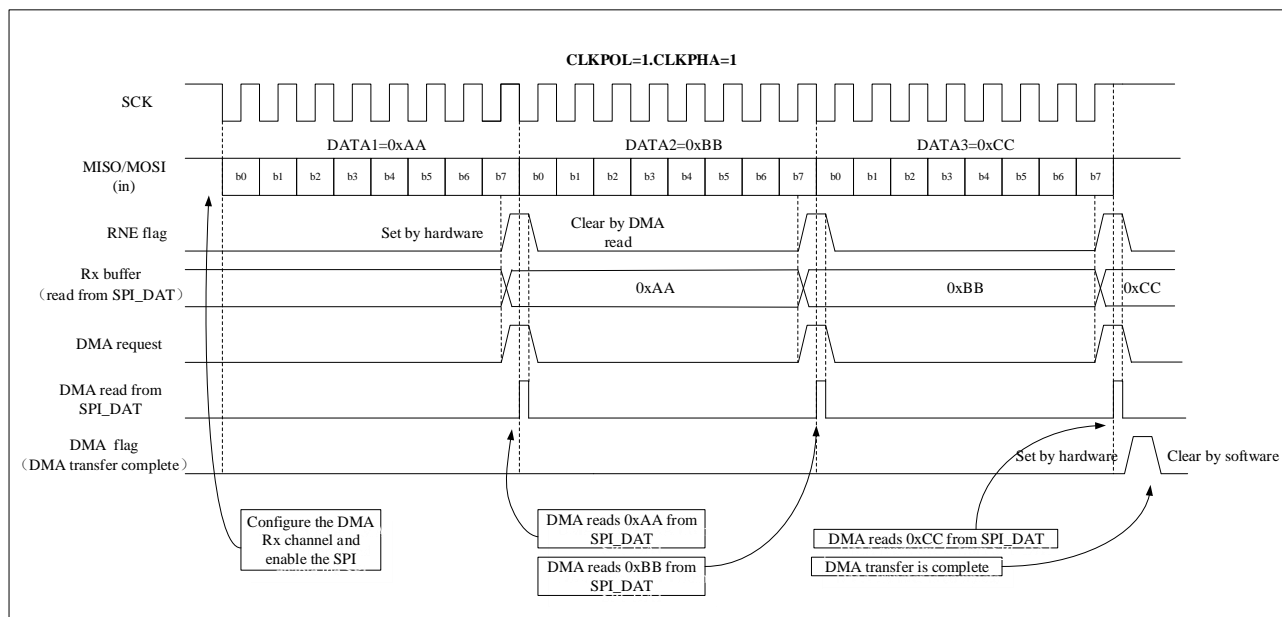 CLKPOL=1.CLKPHA=1
SCK
DATA1=0xAA
DATA2=0xBB
DATA3=0xCC
MISO/MOSI
(in)
b0 b1 b2 b3 b4 b5 b6 b7 b0 b1 b2 b3 b4 b5 b6 b7 b0 b1 b2 b3 b4 b5 b6 b7
RNE flag
Set by hardware
Clear by DMA
read
Rx buffer
（read from SPI_DAT）
0xAA
0xBB
0xCC
DMA request
DMA read from
SPI_DAT
DMA flag
（DMA transfer complete）
Set by hardware
Clear by software
Configure the DMA
Rx channel and
enable the SPI
DMA reads 0xAA from
SPI_DAT
DMA reads 0xBB from
SPI_DAT
DMA reads 0xCC from SPI_DAT
DMA transfer is complete